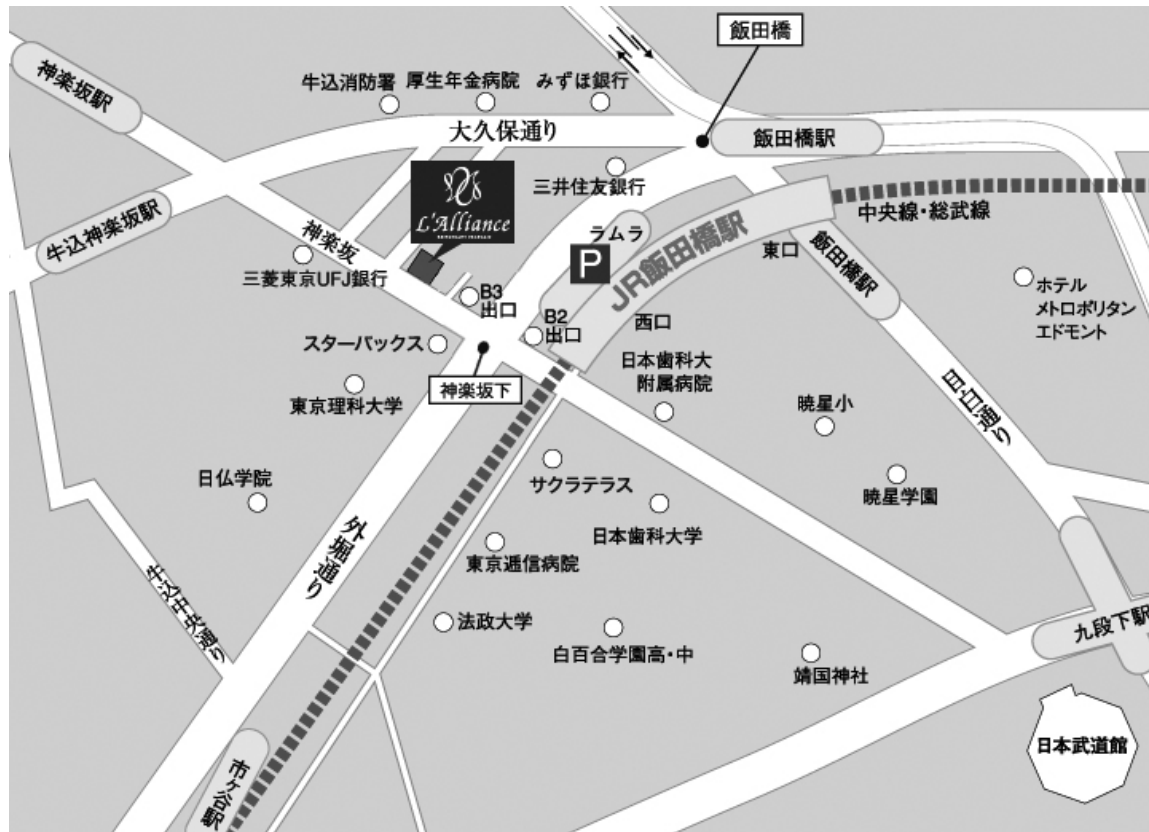 飯田橋
神楽坂駅
牛込消防署
厚生年金病院
みずほ銀行
大久保通り
飯田橋駅
三井住友銀行
L'Alliance
牛込神楽坂駅
神楽坂
ラムラ
P
JR飯田橋駅
中央線・総武線
東口
飯田橋駅
三菱東京UFJ銀行
B3
出口
B2
出口
西口
ホテル
メトロポリタン
エドモント
スターバックス
神楽坂下
日本歯科大
附属病院
東京理科大学
目白通り
暁星小
日仏学院
サクラテラス
暁星学園
外堀通り
日本歯科大学
東京逓信病院
牛込中央通り
法政大学
白百合学園高・中
靖国神社
九段下駅
市ヶ谷駅
日本武道館